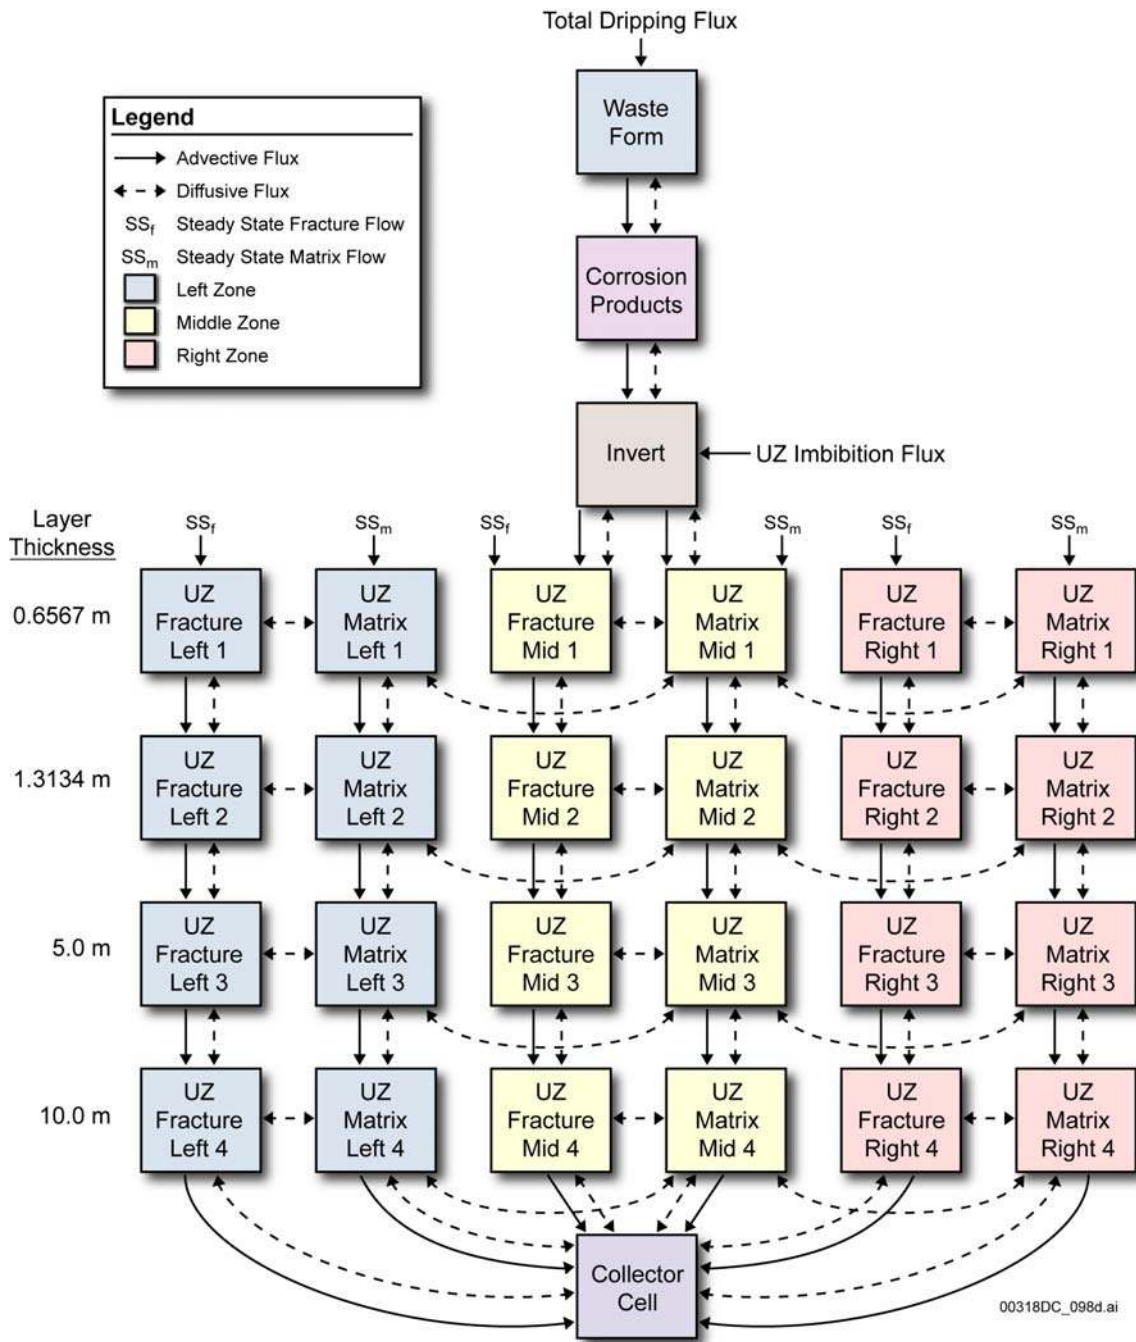 Total Dripping Flux
Waste
Form
Legend
Advective Flux
Diffusive Flux
SSf Steady State Fracture Flow
SSm Steady State Matrix Flow
Left Zone
Middle Zone
Right Zone
Corrosion
Products
Invert
UZ Imbibition Flux
Layer
Thickness
SSf
SSm
SSf
SSm
SSf
SSm
0.6567 m
UZ
Fracture
Left 1
UZ
Matrix
Left 1
UZ
Fracture
Mid 1
UZ
Matrix
Mid 1
UZ
Fracture
Right 1
UZ
Matrix
Right 1
1.3134 m
UZ
Fracture
Left 2
UZ
Matrix
Left 2
UZ
Fracture
Mid 2
UZ
Matrix
Mid 2
UZ
Fracture
Right 2
UZ
Matrix
Right 2
5.0 m
UZ
Fracture
Left 3
UZ
Matrix
Left 3
UZ
Fracture
Mid 3
UZ
Matrix
Mid 3
UZ
Fracture
Right 3
UZ
Matrix
Right 3
10.0 m
UZ
Fracture
Left 4
UZ
Matrix
Left 4
UZ
Fracture
Mid 4
UZ
Matrix
Mid 4
UZ
Fracture
Right 4
UZ
Matrix
Right 4
Collector
Cell
00318DC_098d.ai